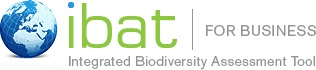 ibat FOR BUSINESS
Integrated Biodiversity Assessment Tool